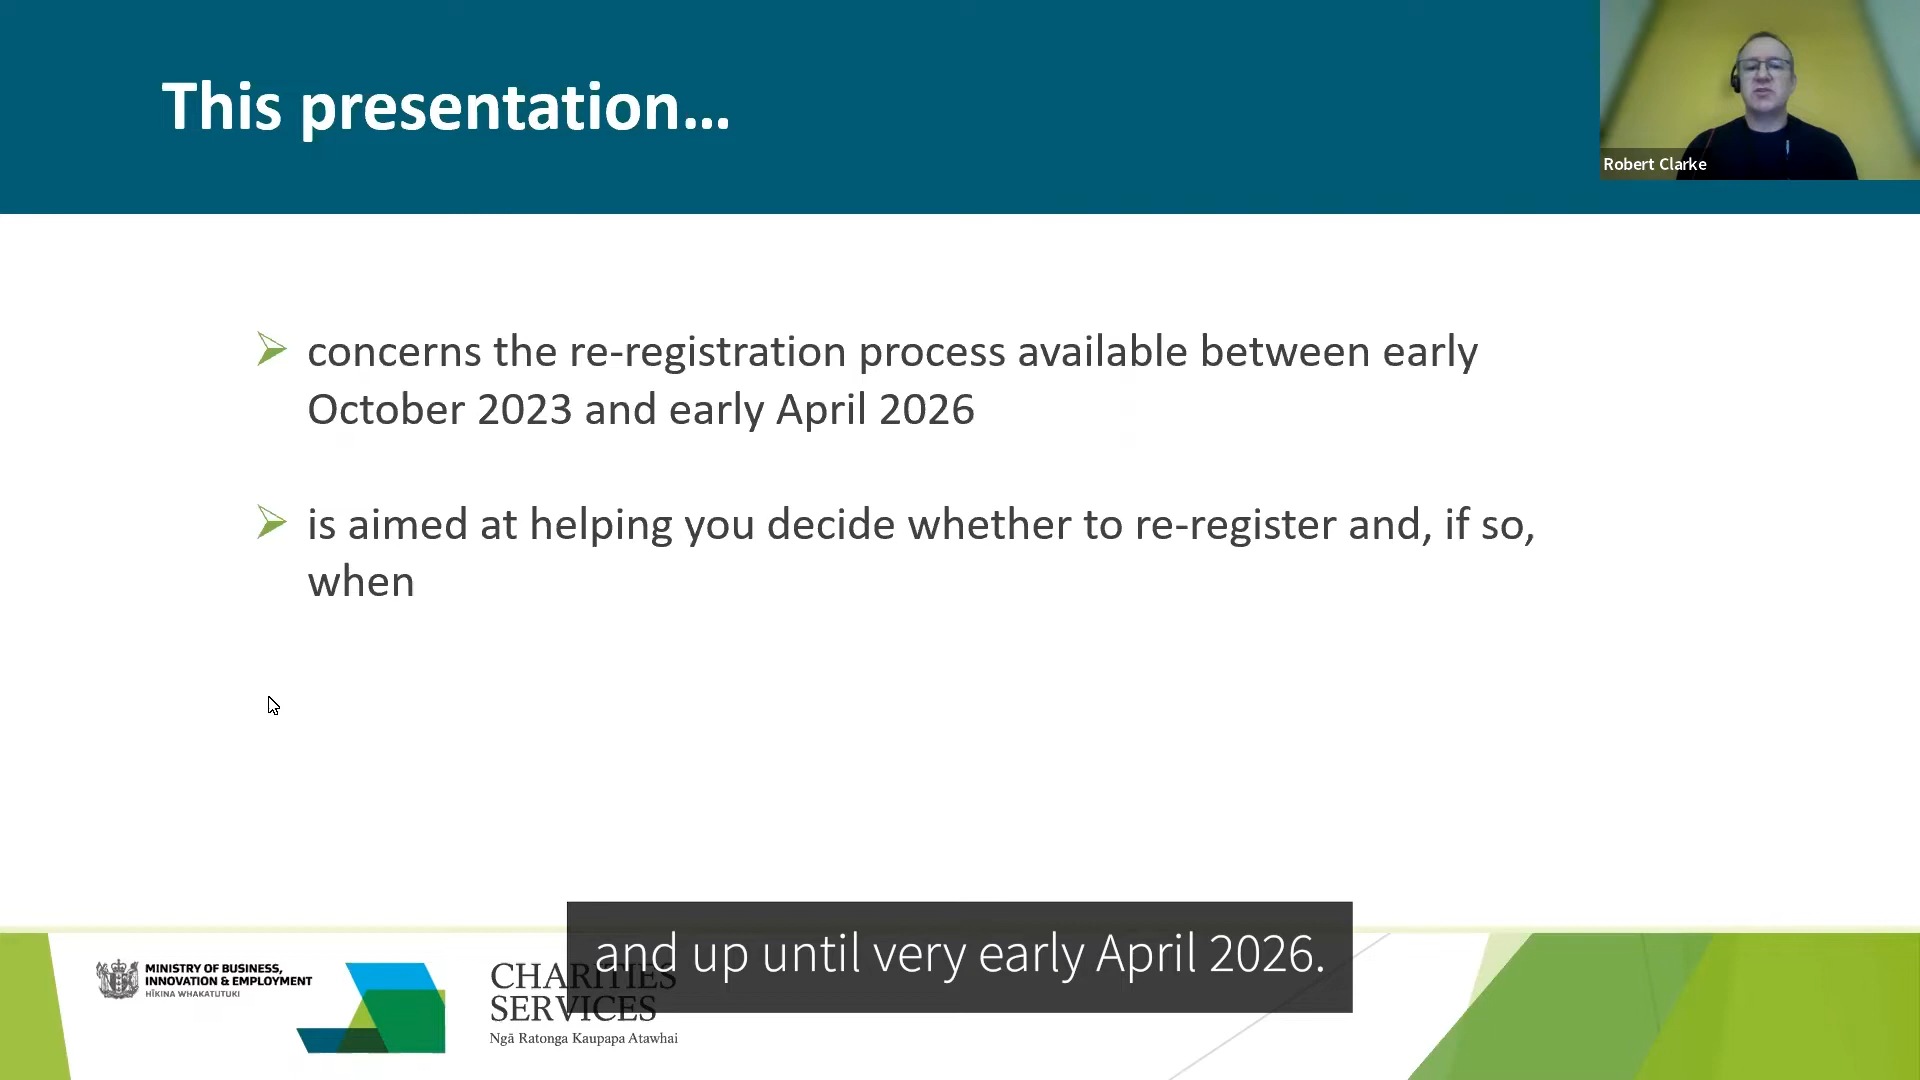 This presentation...
Robert Clarke
concerns the re-registration process available between early
October 2023 and early April 2026
is aimed at helping you decide whether to re-register and, if so,
when
and up until very early April 2026.
MINISTRY OF BUSINESS,
INNOVATION & EMPLOYMENT
HĪKINA WHAKATUTUKI
CHARITIES
SERVICES
Ngā Ratonga Kaupapa Atawhai